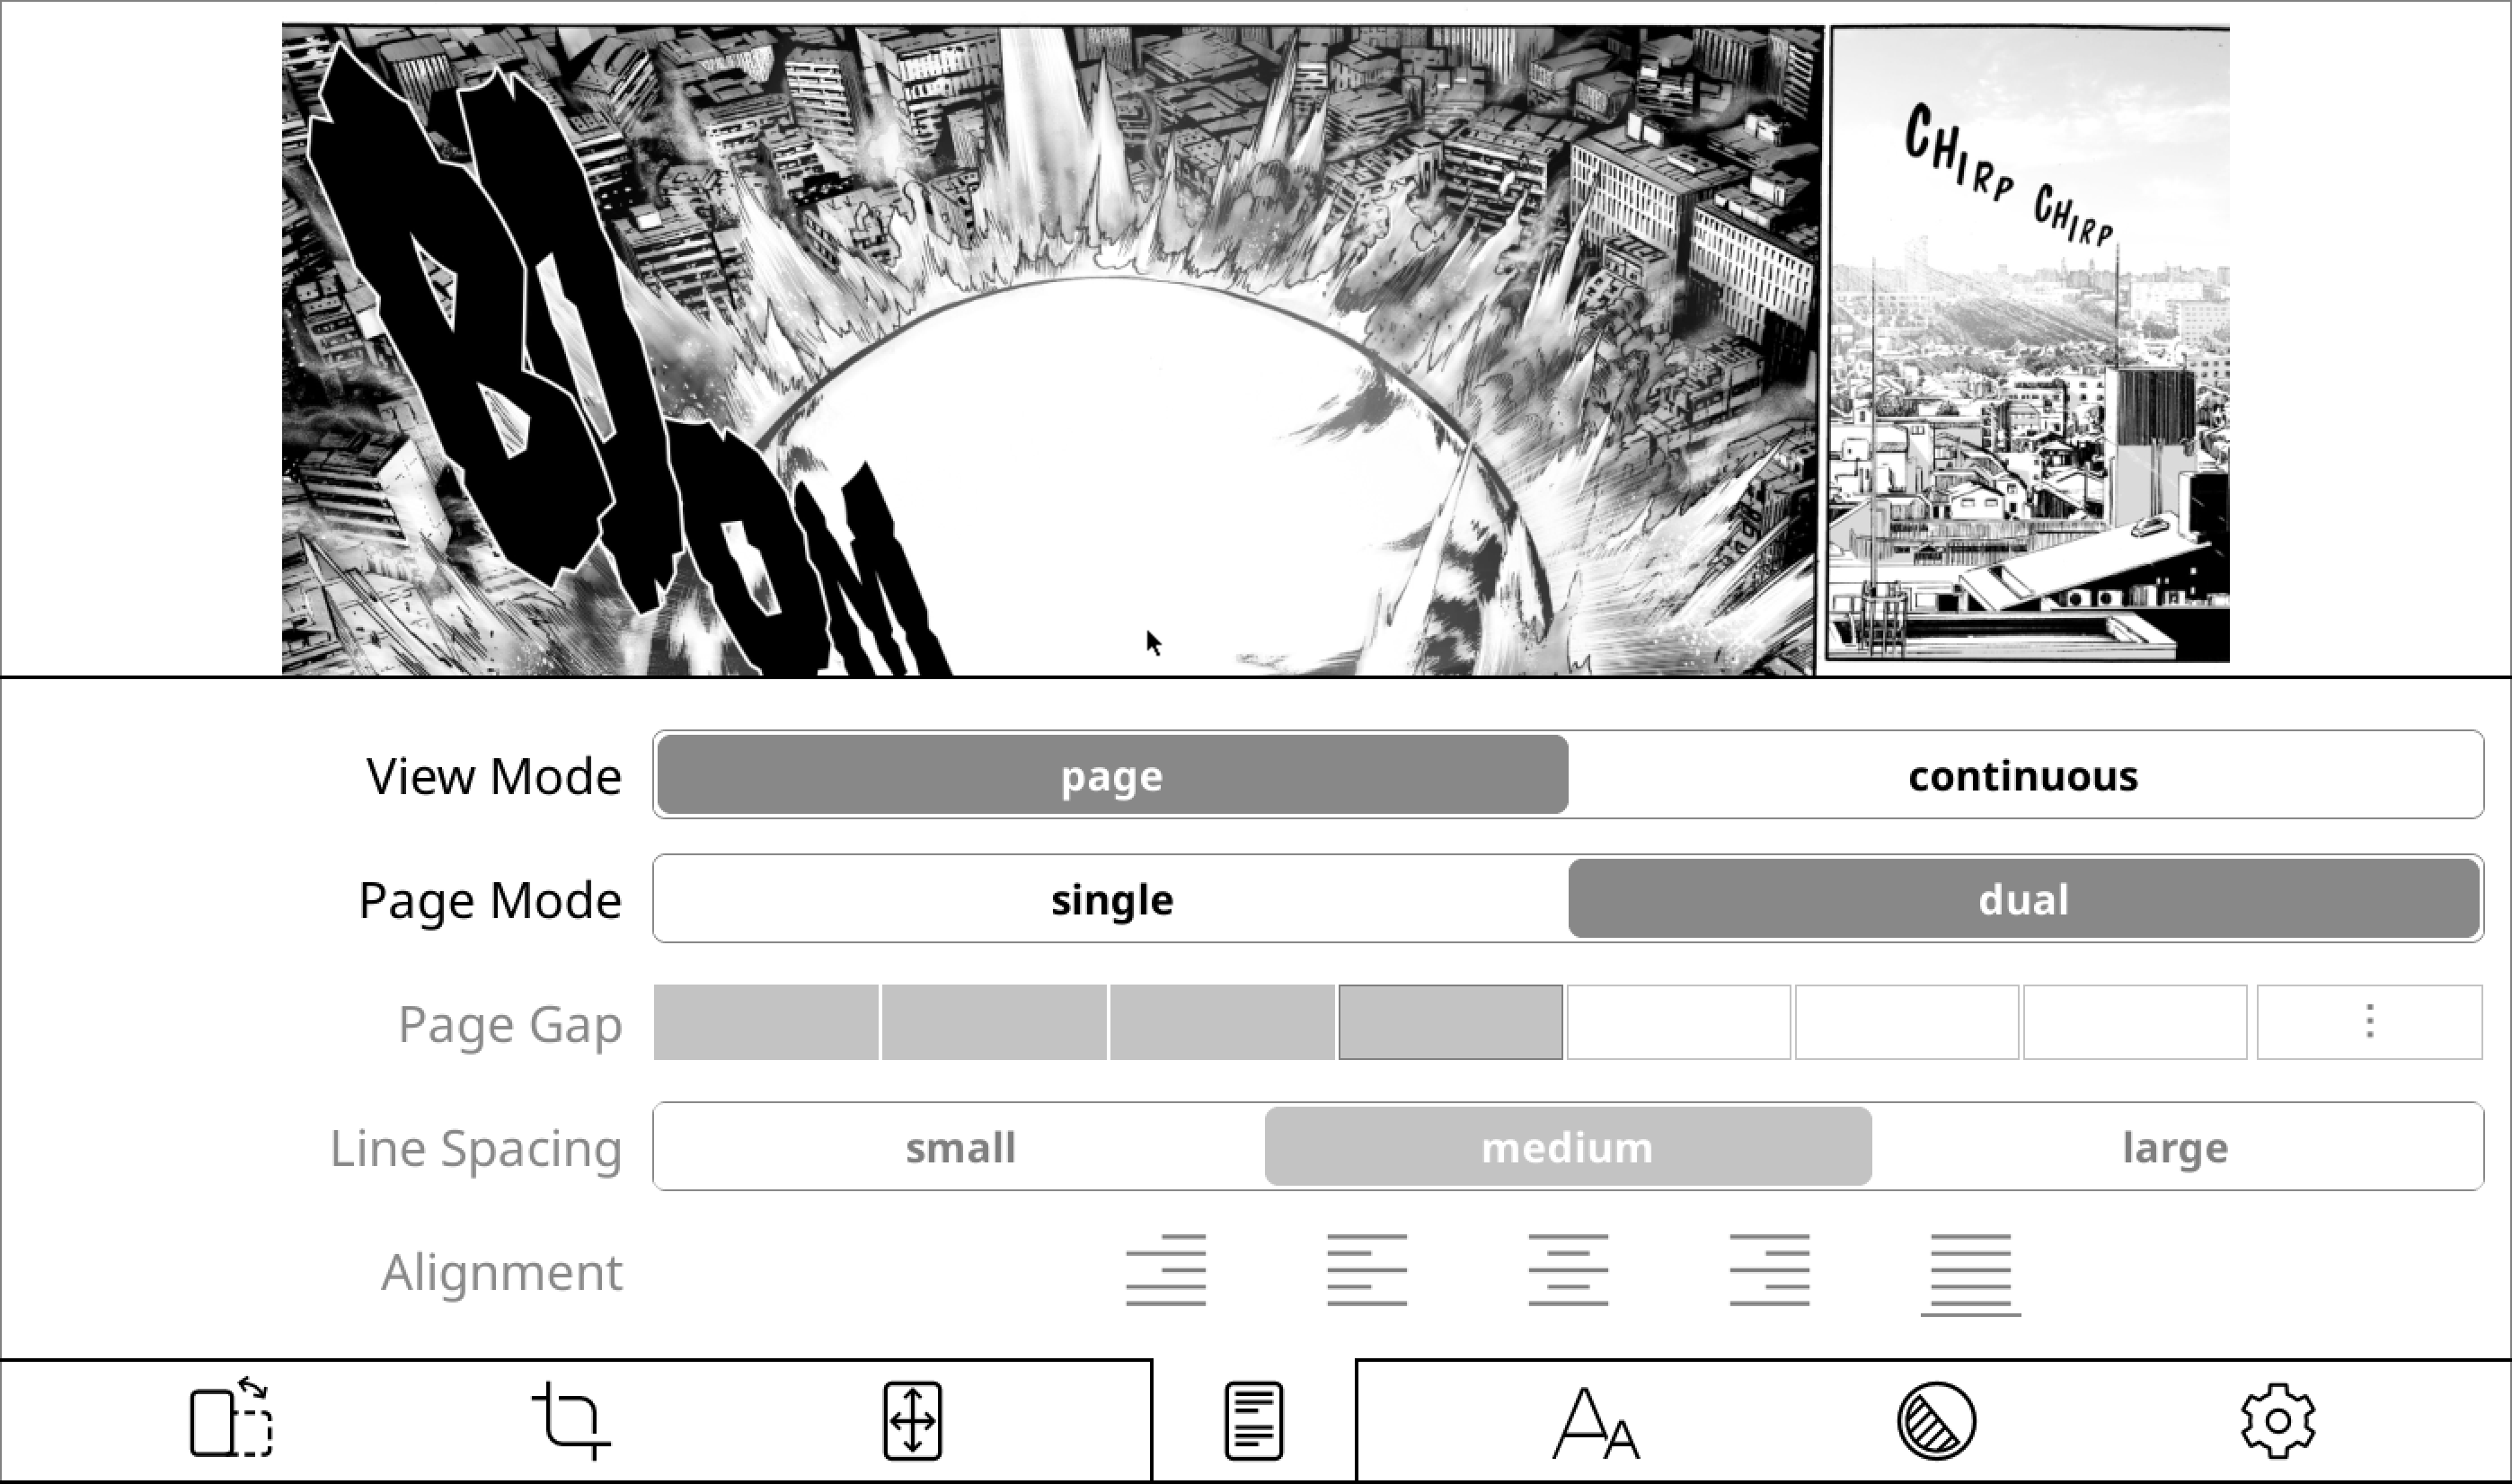 BOOM
CHIRP CHIRP
View Mode
page
continuous
Page Mode
single
dual
Page Gap
⋮
Line Spacing
small
medium
large
Alignment
AA